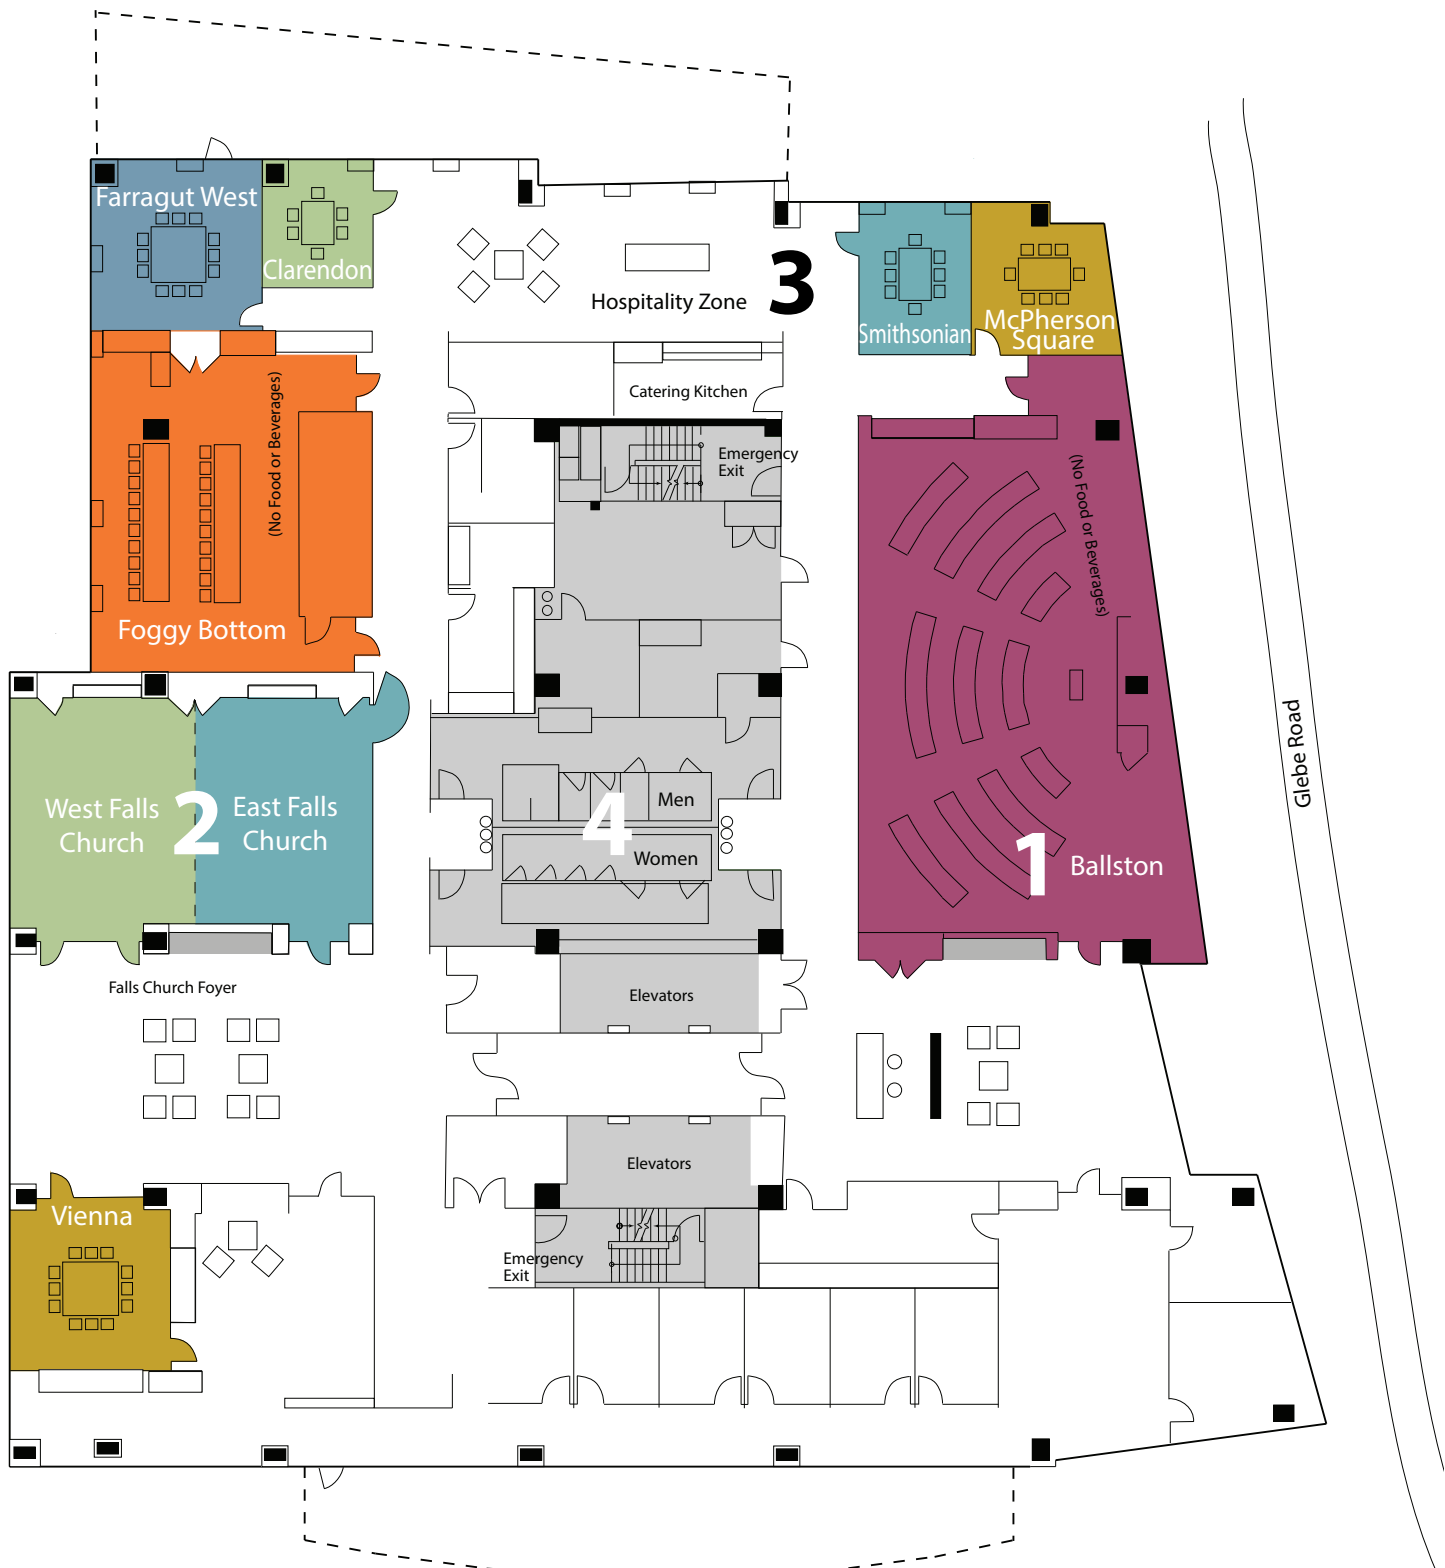 Farragut West
Clarendon
Hospitality Zone
3
Smithsonian
McPherson
Square
Catering Kitchen
(No Food or Beverages)
Emergency
Exit
(No Food or Beverages)
Foggy Bottom
Glebe Road
West Falls
Church
2
East Falls
Church
4
Men
Women
1
Ballston
Falls Church Foyer
Elevators
Elevators
Vienna
Emergency
Exit